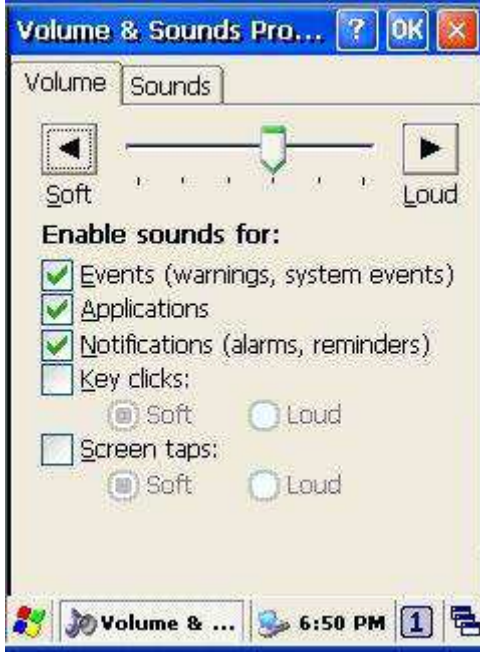 Volume & Sounds Pro... ? OK
Volume Sounds
Soft Loud
Enable sounds for:
Events (warnings, system events)
Applications
Notifications (alarms, reminders)
Key clicks:
Soft Loud
Screen taps:
Soft Loud
Volume & ... 6:50 PM 1